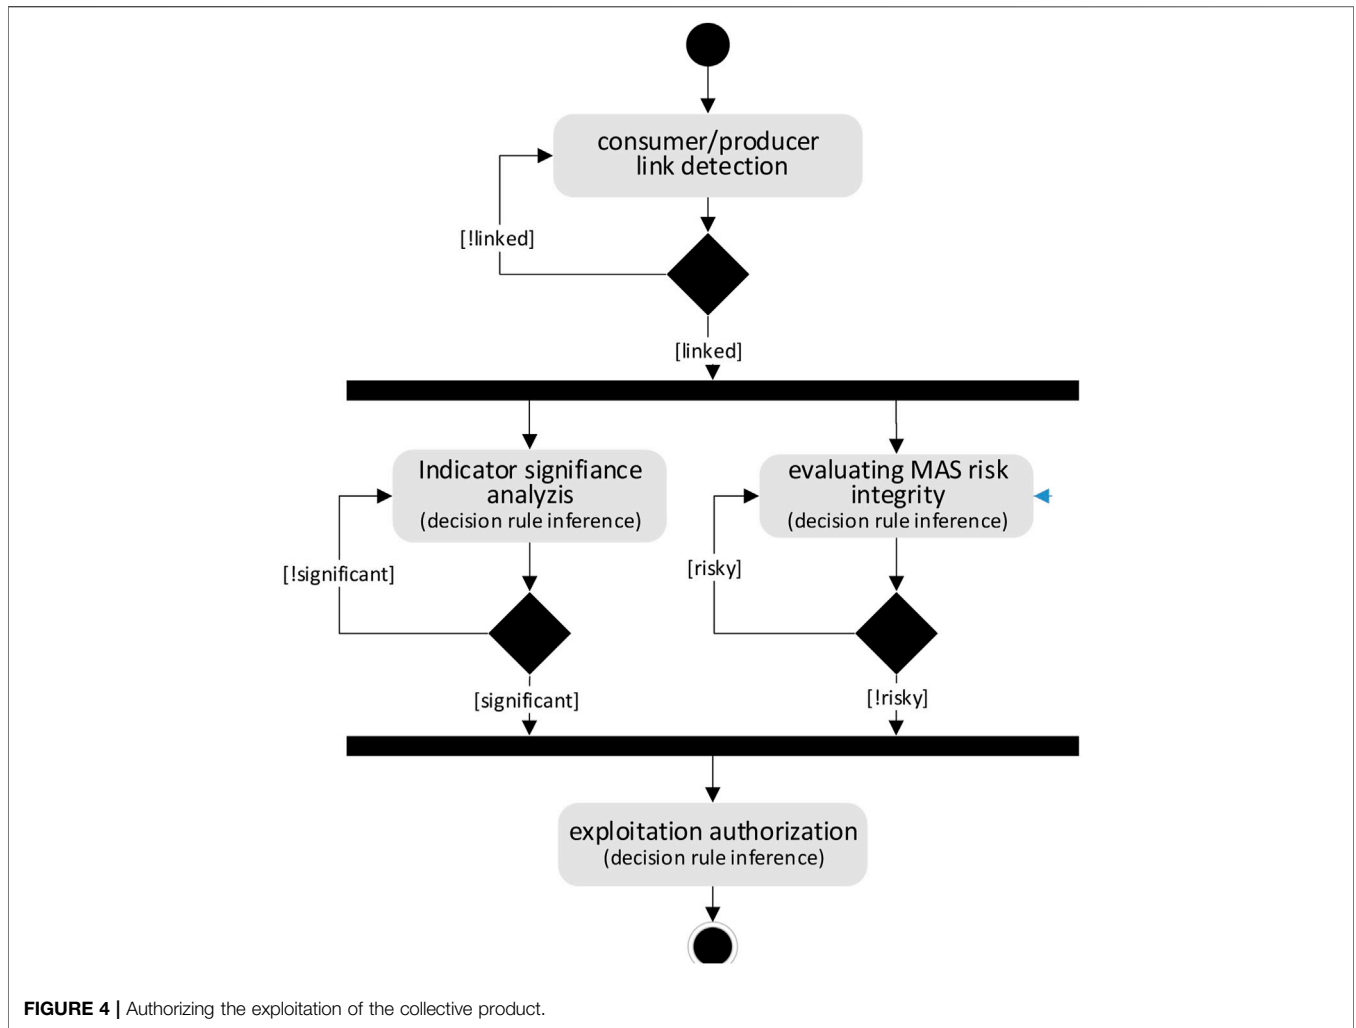 consumer/producer
link detection
[!linked]
[linked]
Indicator signifiance
analyzis
(decision rule inference)
evaluating MAS risk
integrity
(decision rule inference)
[!significant]
[risky]
[significant]
[!risky]
exploitation authorization
(decision rule inference)
FIGURE 4 | Authorizing the exploitation of the collective product.